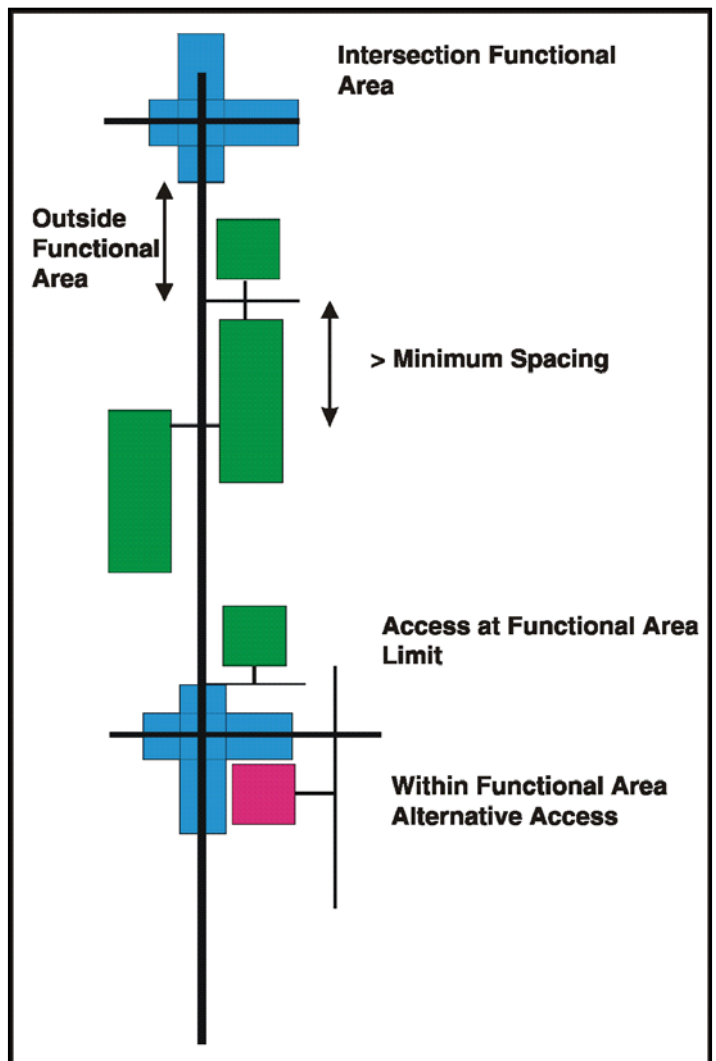 Intersection Functional
Area
Outside
Functional
Area
> Minimum Spacing
Access at Functional Area
Limit
Within Functional Area
Alternative Access